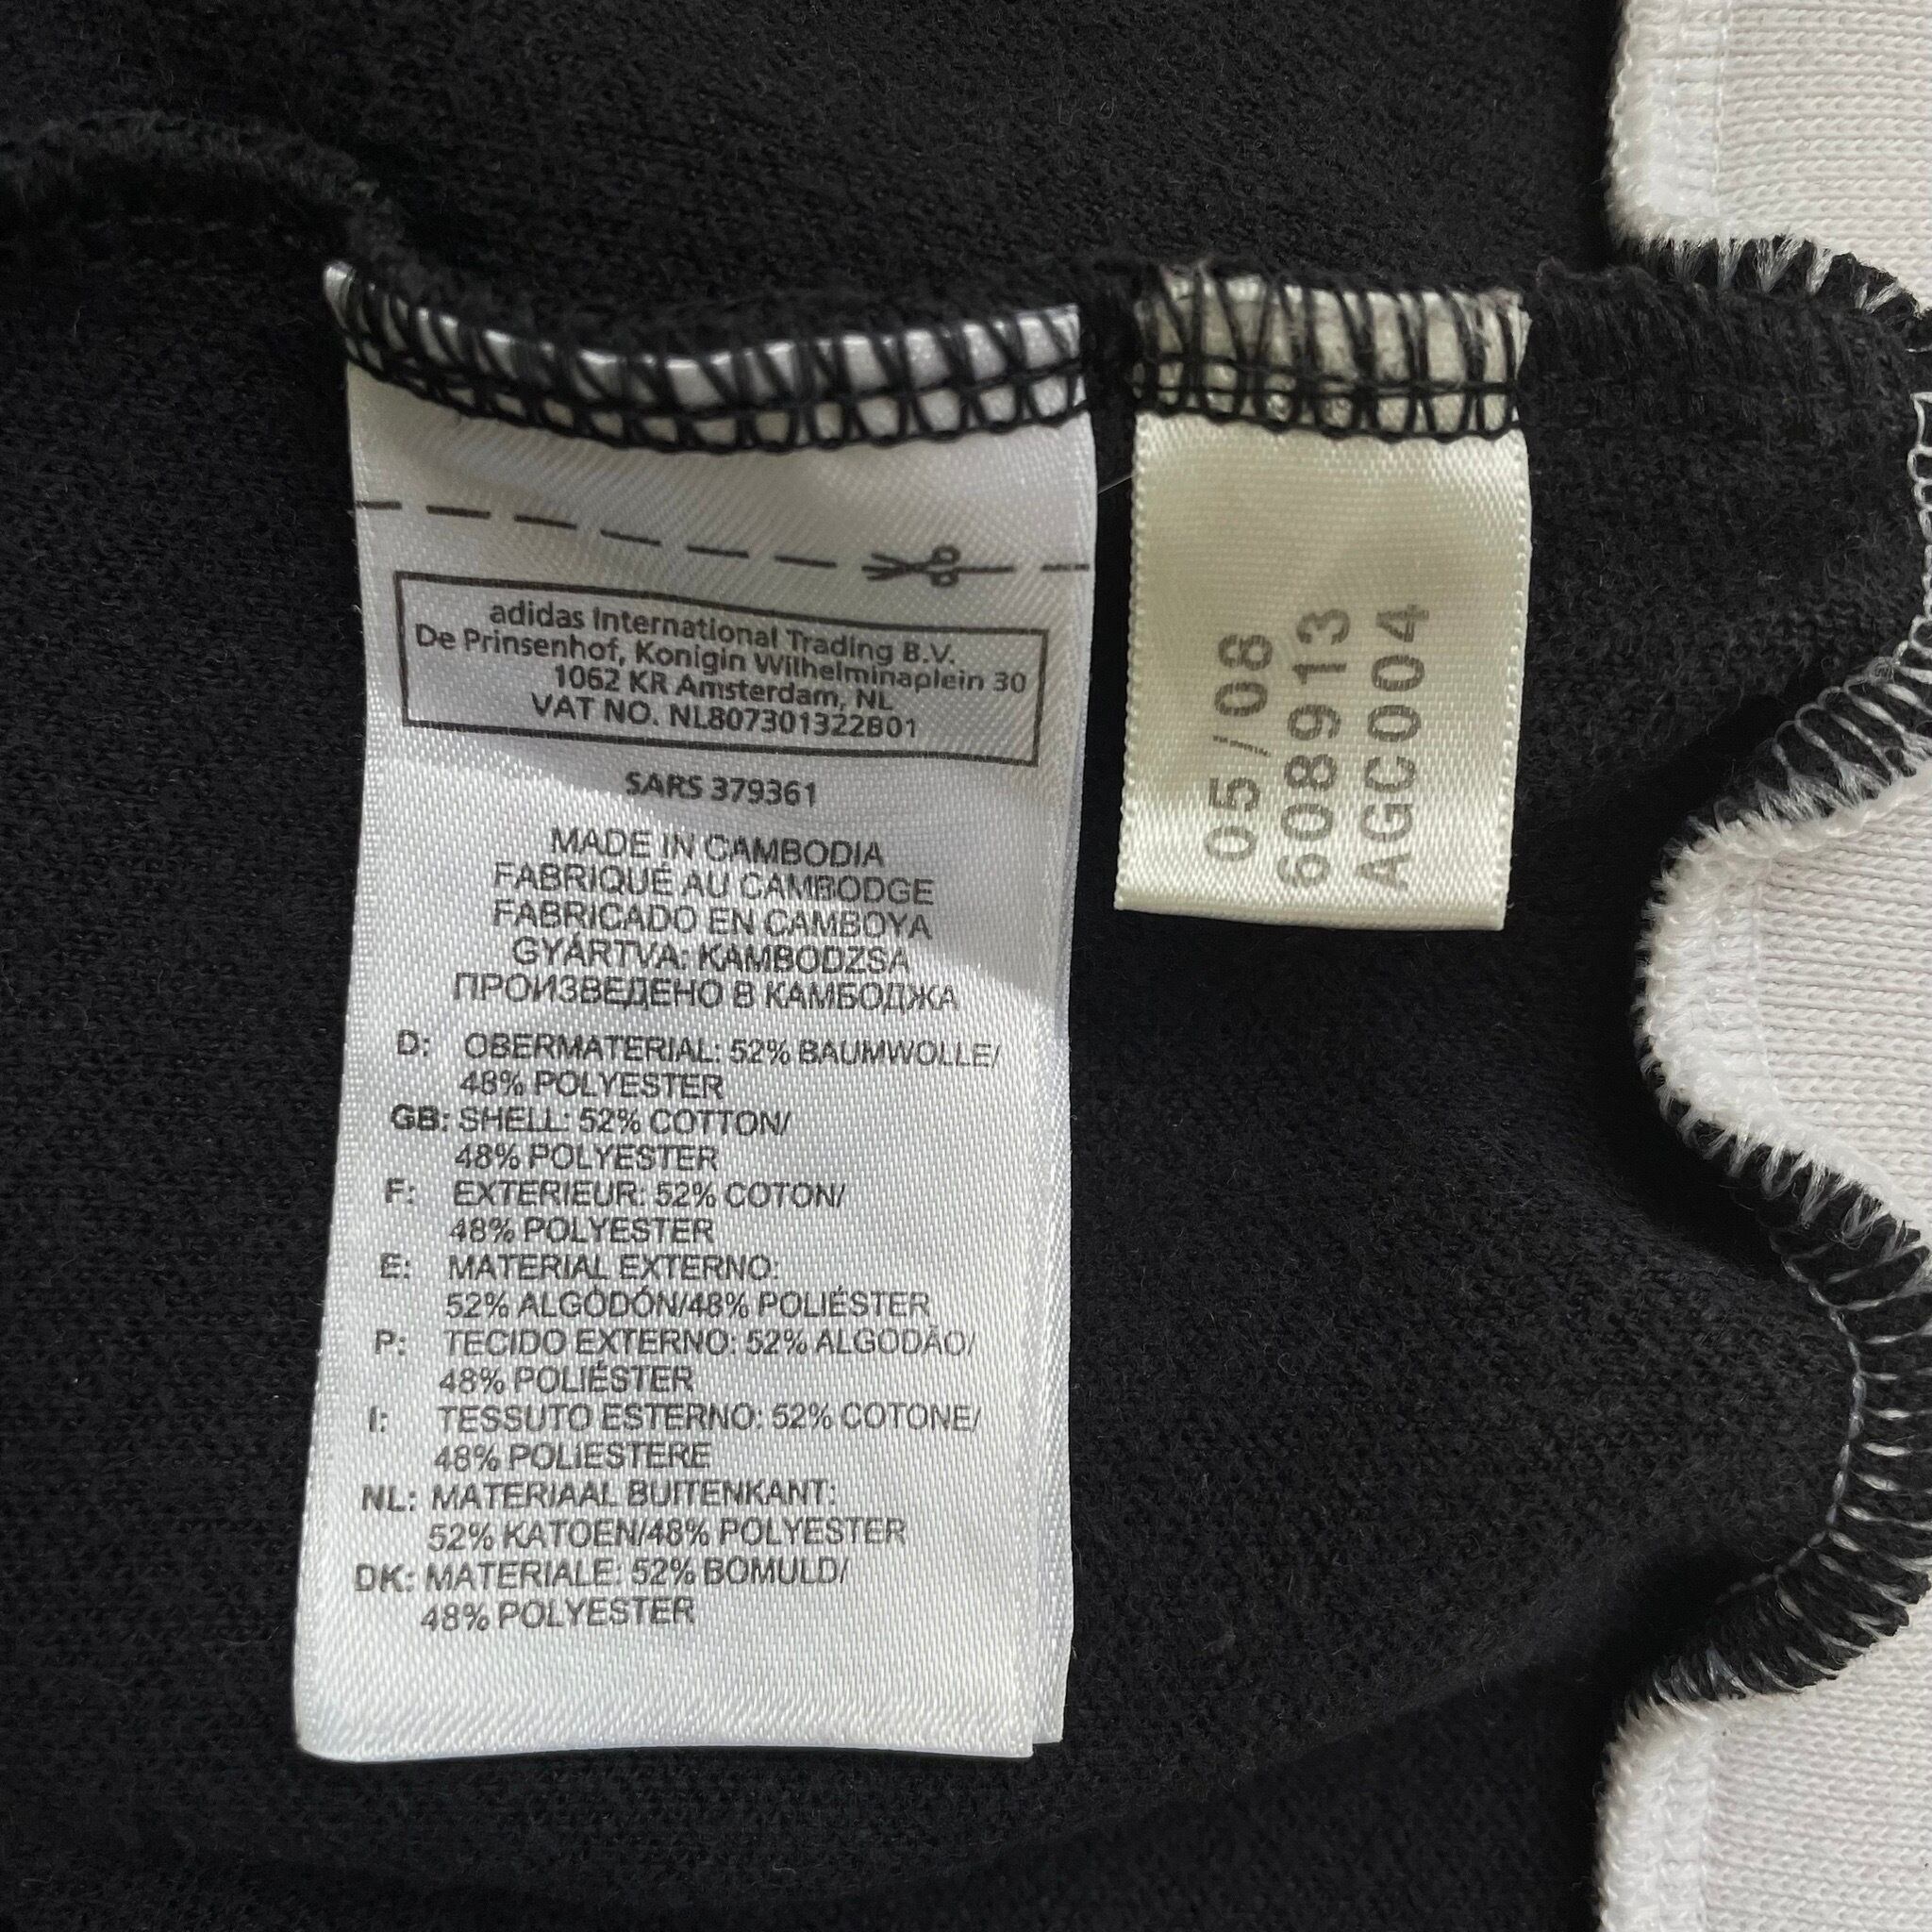 adidas International Trading B.V.
De Prinsenhof, Konigin Wilhelminaplein 30
1062 KR Amsterdam, NL
VAT NO. NL807301322B01
SARS 379361
MADE IN CAMBODIA
FABRIQUÉ AU CAMBODGE
FABRICADO EN CAMBOYA
GYÁRTVA: KAMBODZSA
ПРОИЗВЕДЕНО В КАМБОДЖА
D: OBERMATERIAL: 52% BAUMWOLLE/
48% POLYESTER
GB: SHELL: 52% COTTON/
48% POLYESTER
F: EXTERIEUR: 52% COTON/
48% POLYESTER
E: MATERIAL EXTERNO:
52% ALGODÓN/48% POLIÉSTER
P: TECIDO EXTERNO: 52% ALGODÃO/
48% POLIÉSTER
I: TESSUTO ESTERNO: 52% COTONE/
48% POLIESTERE
NL: MATERIAAL BUITENKANT:
52% KATOEN/48% POLYESTER
DK: MATERIALE: 52% BOMULD/
48% POLYESTER
05/08
608913
AGC004